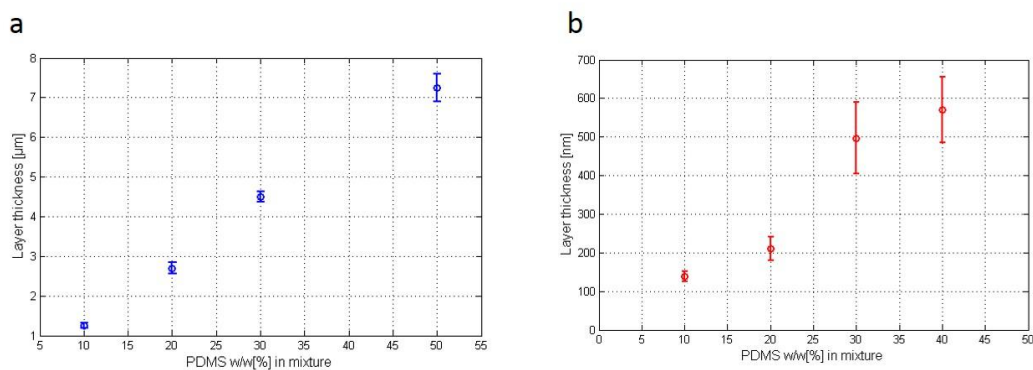 a
8
7
6
5
4
3
2
1
5 10 15 20 25 30 35 40 45 50 55
Layer thickness [µm]
PDMS w/w[%] in mixture
b
700
600
500
400
300
200
100
0
0 5 10 15 20 25 30 35 40 45 50
Layer thickness [nm]
PDMS w/w[%] in mixture